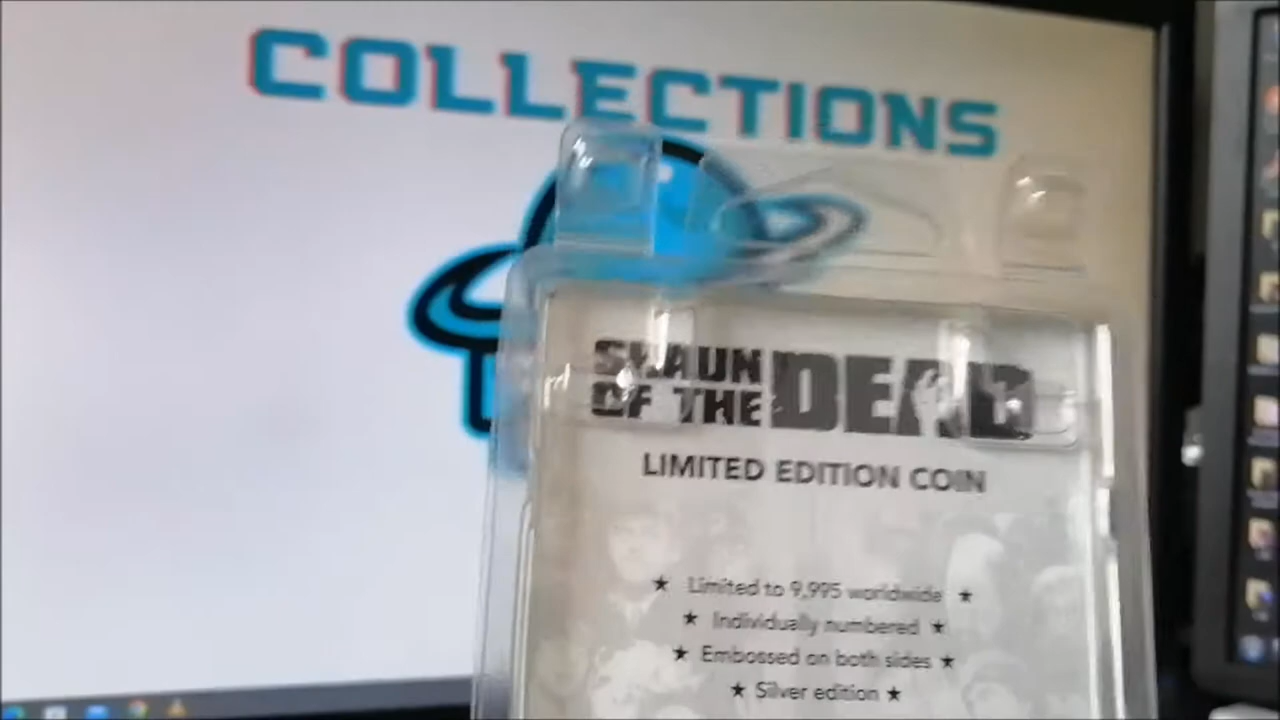 COLLECTIONS
SHAUN
OF THE DEAD
LIMITED EDITION COIN
★ Limited to 9,995 worldwide ★
★ Individually numbered ★
★ Embossed on both sides ★
★ Silver edition ★